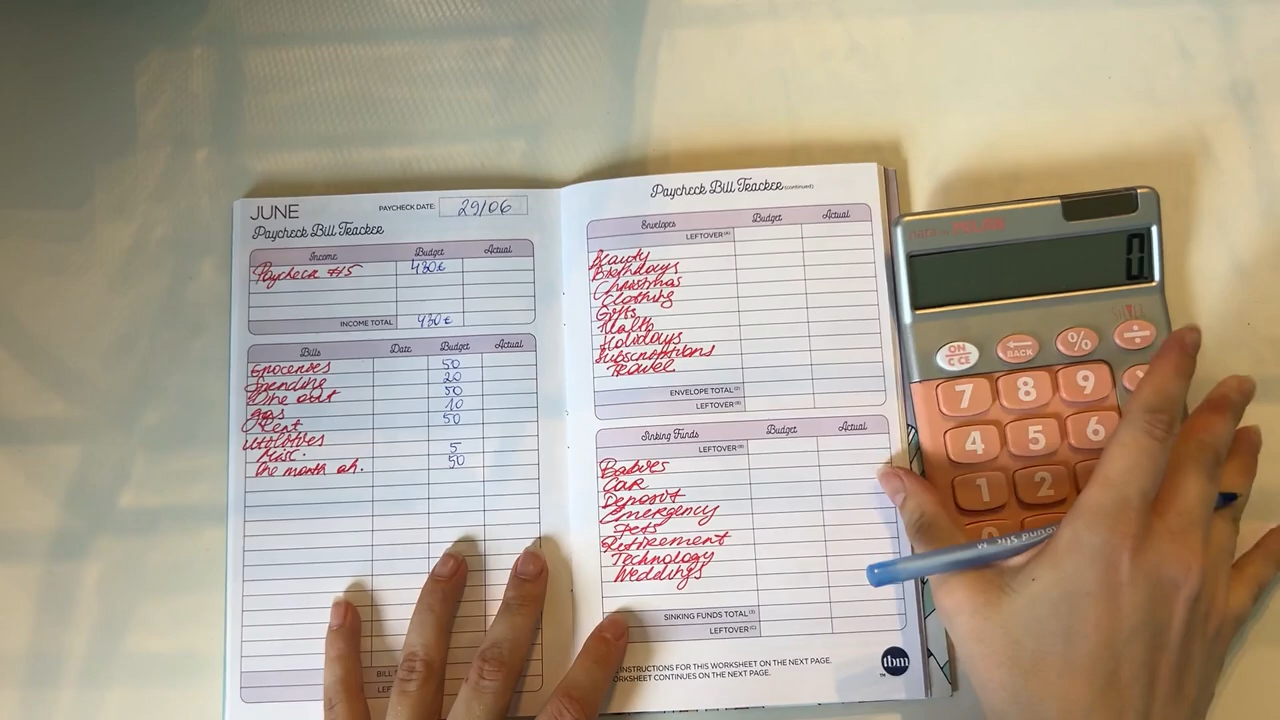 JUNE
PAYCHECK DATE: 29/06
Paycheck Bill Tracker
Income Budget Actual
Paycheck #5 430€
INCOME TOTAL 430€
Bills Date Budget Actual
Groceries 50
Spending 20
Dine out 50
Gas 10
Rent 50
Utilities
Misc. 5
One month ah. 50
BILL
Paycheck Bill Tracker (continued)
Envelopes Budget Actual
LEFTOVER (A)
Beauty
Birthdays
Christmas
Clothing
Gifts
Health
Holidays
Subscriptions
Travel
ENVELOPE TOTAL (2)
LEFTOVER (B)
Sinking Funds Budget Actual
LEFTOVER (B)
Babies
Car
Deposit
Emergency
Pets
Retirement
Technology
Weddings
SINKING FUNDS TOTAL (3)
LEFTOVER (C)
INSTRUCTIONS FOR THIS WORKSHEET ON THE NEXT PAGE.
WORKSHEET CONTINUES ON THE NEXT PAGE.
tbm
MILAN
0
ON C/CE BACK % ÷
7 8 9
4 5 6
1 2